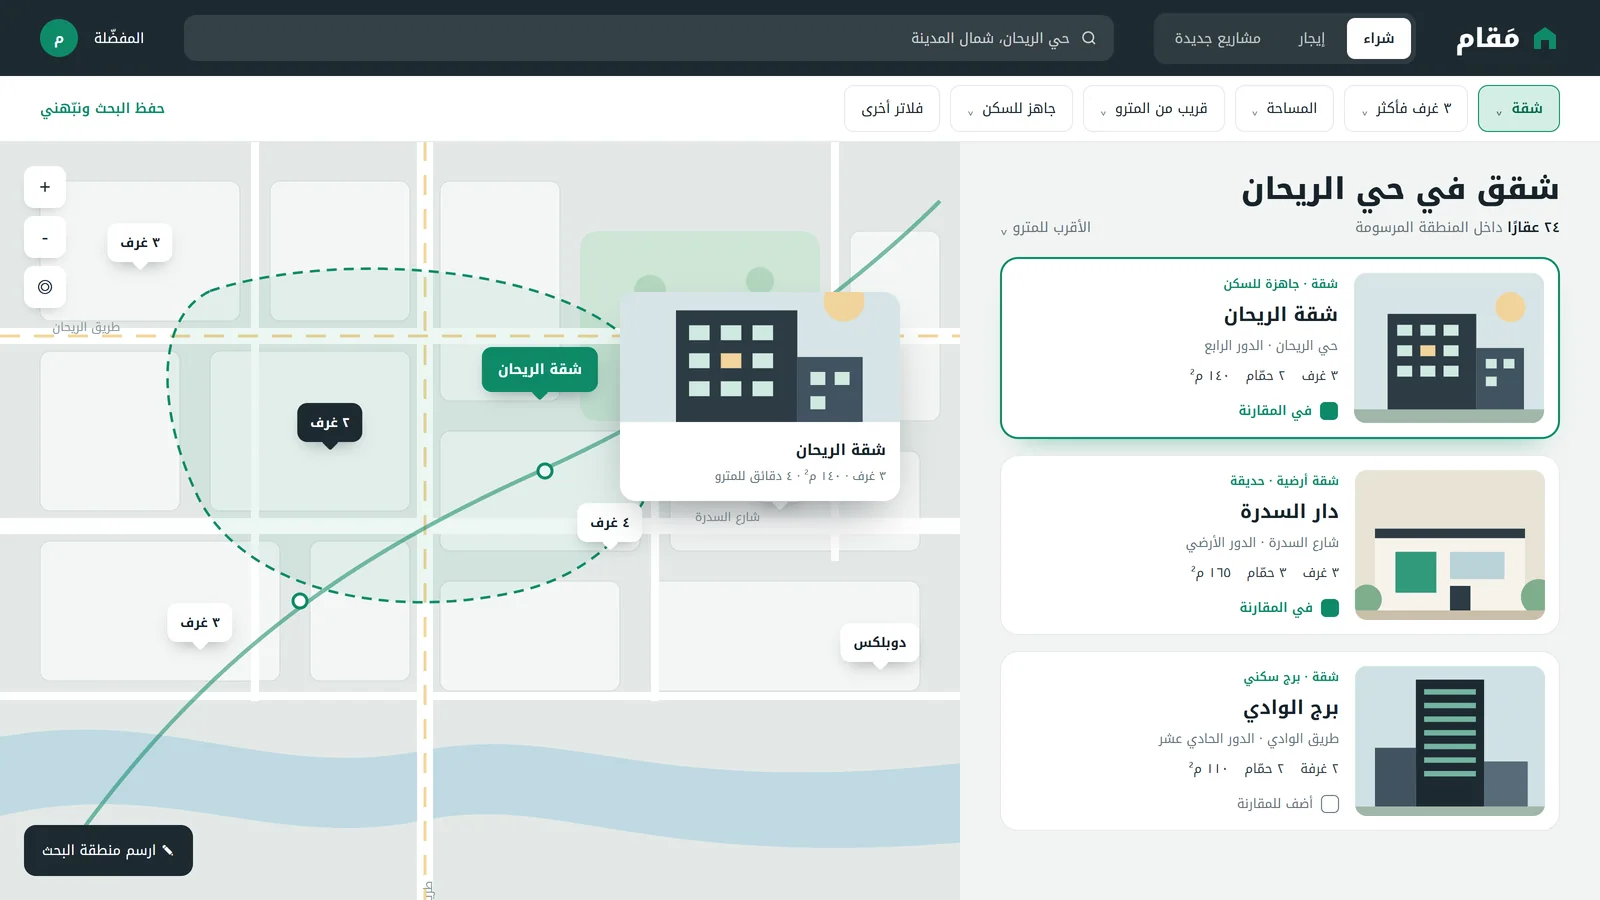 مَقام
شراء
إيجار
مشاريع جديدة
حي الريحان، شمال المدينة
المفضّلة
م
شقة
٣ غرف فأكثر
المساحة
قريب من المترو
جاهز للسكن
فلاتر أخرى
حفظ البحث ونبّهني
شقق في حي الريحان
٢٤ عقارًا داخل المنطقة المرسومة
الأقرب للمترو
شقة · جاهزة للسكن
شقة الريحان
حي الريحان · الدور الرابع
٣ غرف ٢ حمّام ١٤٠ م²
في المقارنة
شقة أرضية · حديقة
دار السدرة
شارع السدرة · الدور الأرضي
٣ غرف ٣ حمّام ١٦٥ م²
في المقارنة
شقة · برج سكني
برج الوادي
طريق الوادي · الدور الحادي عشر
٢ غرفة ٢ حمّام ١١٠ م²
أضف للمقارنة
+
-
٣ غرف
طريق الريحان
شقة الريحان
٢ غرف
شقة الريحان
٣ غرف · ١٤٠ م² · ٤ دقائق للمترو
شارع السدرة
٤ غرف
٣ غرف
دوبلكس
ارسم منطقة البحث